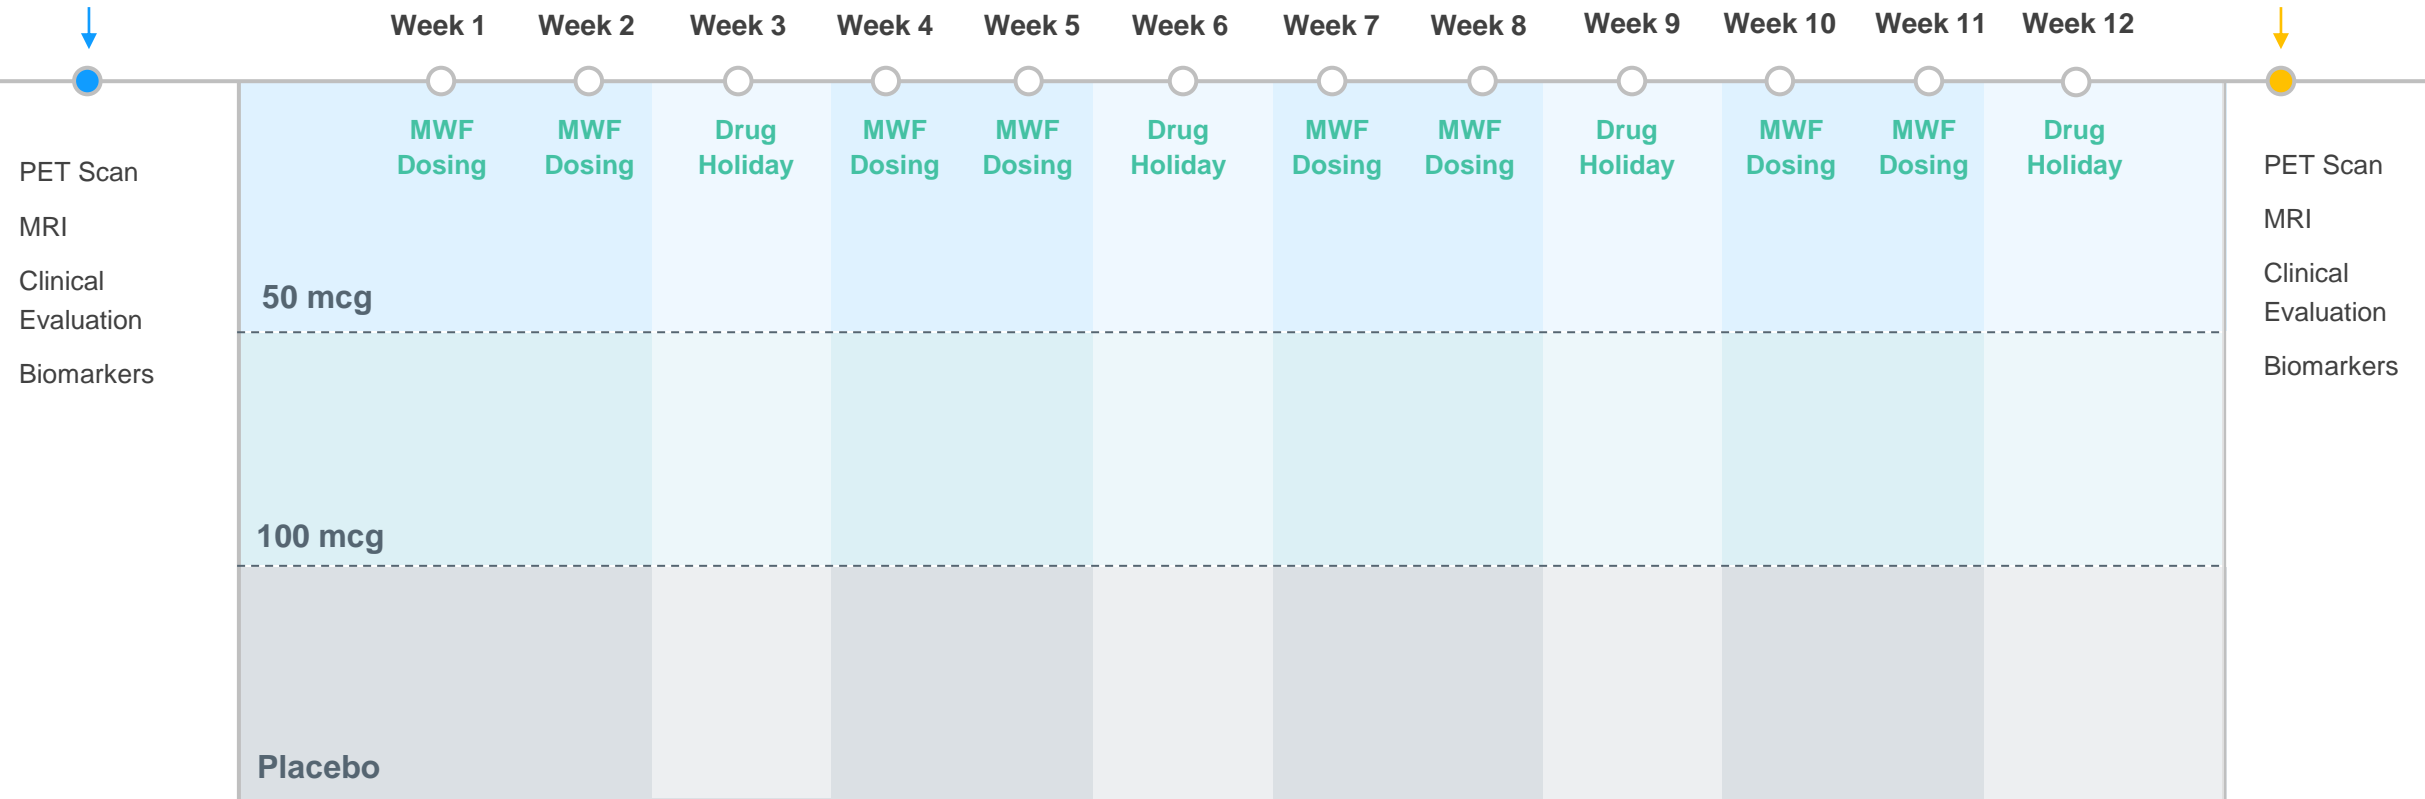 Week 1 Week 2 Week 3 Week 4 Week 5 Week 6 Week 7 Week 8 Week 9 Week 10 Week 11 Week 12
MWF Dosing
MWF Dosing
Drug Holiday
MWF Dosing
MWF Dosing
Drug Holiday
MWF Dosing
MWF Dosing
Drug Holiday
MWF Dosing
MWF Dosing
Drug Holiday
PET Scan
MRI
Clinical
Evaluation
Biomarkers
50 mcg
100 mcg
Placebo
PET Scan
MRI
Clinical
Evaluation
Biomarkers